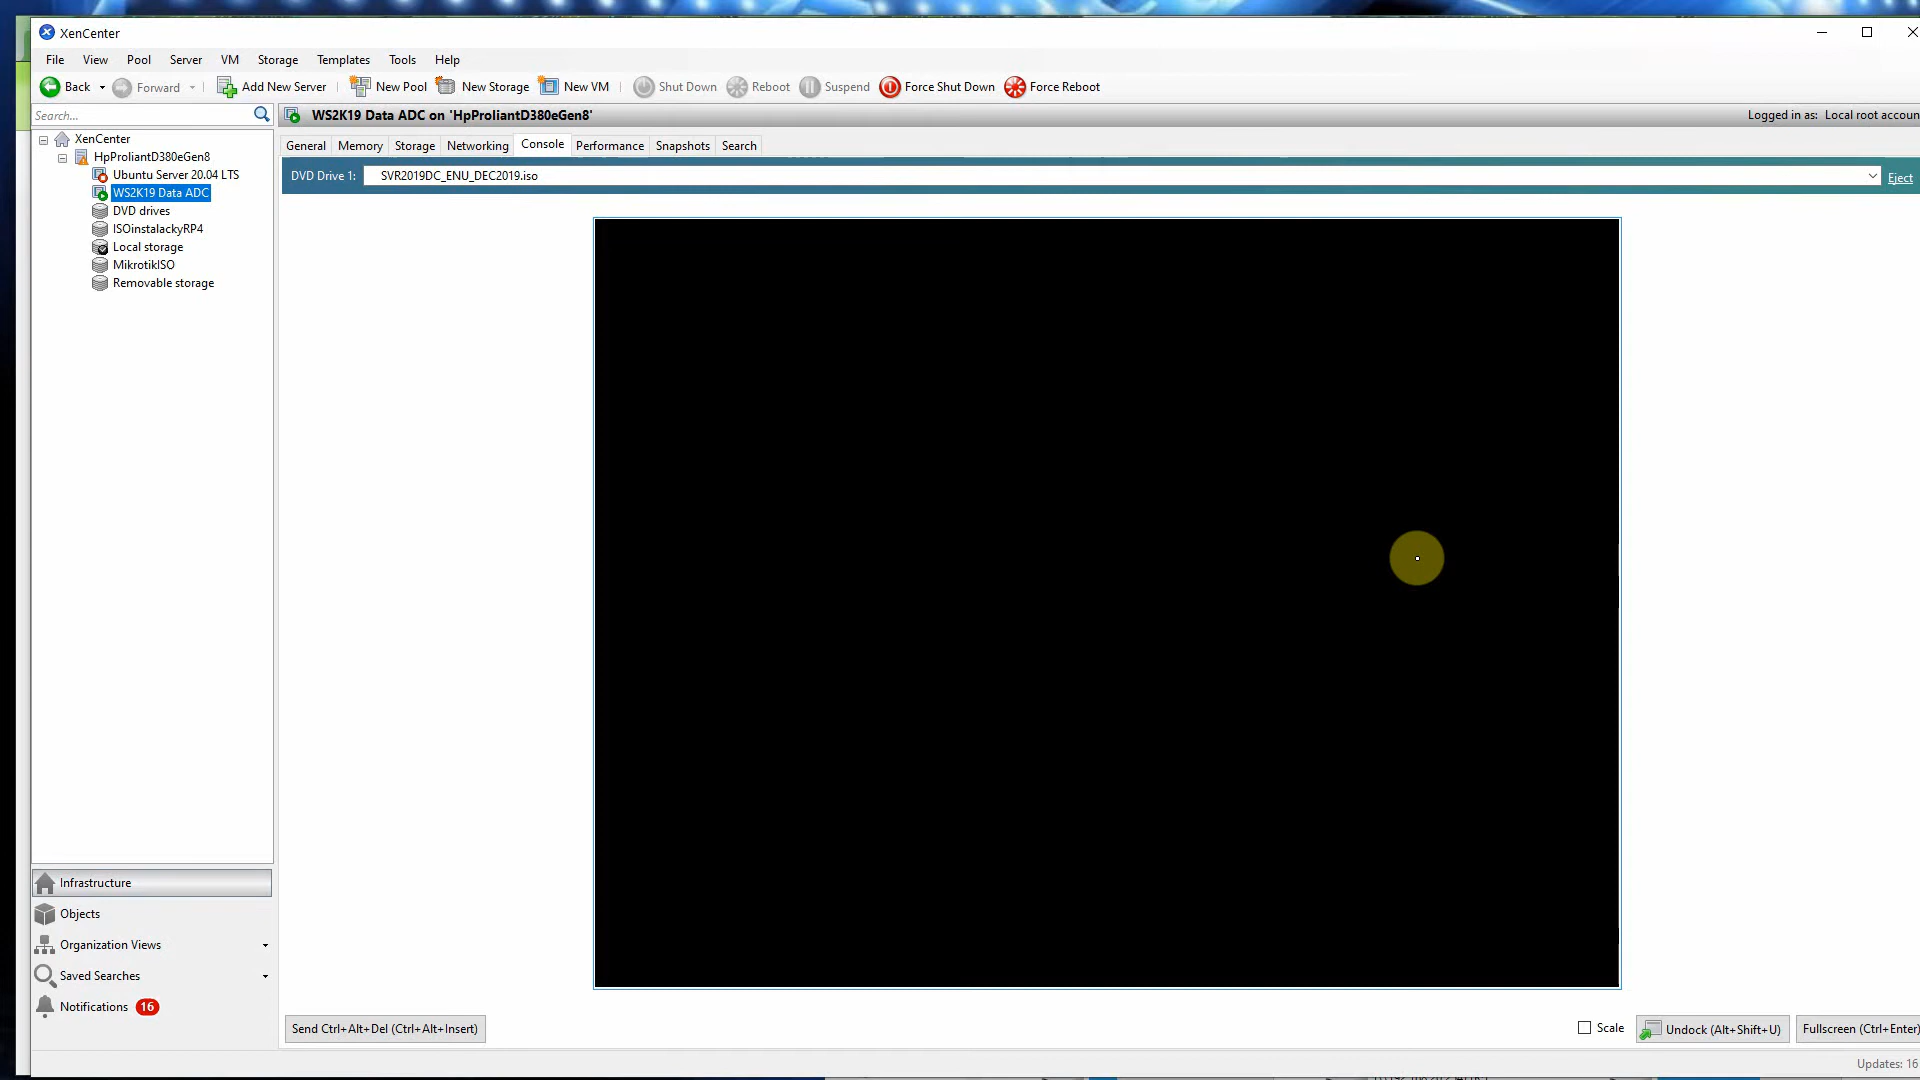 XenCenter
File View Pool Server VM Storage Templates Tools Help
Back Forward Add New Server New Pool New Storage New VM Shut Down Reboot Suspend Force Shut Down Force Reboot
Search...
WS2K19 Data ADC on 'HpProliantD380eGen8'
Logged in as: Local root accoun
XenCenter
HpProliantD380eGen8
Ubuntu Server 20.04 LTS
WS2K19 Data ADC
DVD drives
ISOinstalackyRP4
Local storage
MikrotikISO
Removable storage
General Memory Storage Networking Console Performance Snapshots Search
DVD Drive 1: SVR2019DC_ENU_DEC2019.iso Eject
Infrastructure
Objects
Organization Views
Saved Searches
Notifications 16
Send Ctrl+Alt+Del (Ctrl+Alt+Insert)
Scale Undock (Alt+Shift+U) Fullscreen (Ctrl+Enter)
Updates: 16